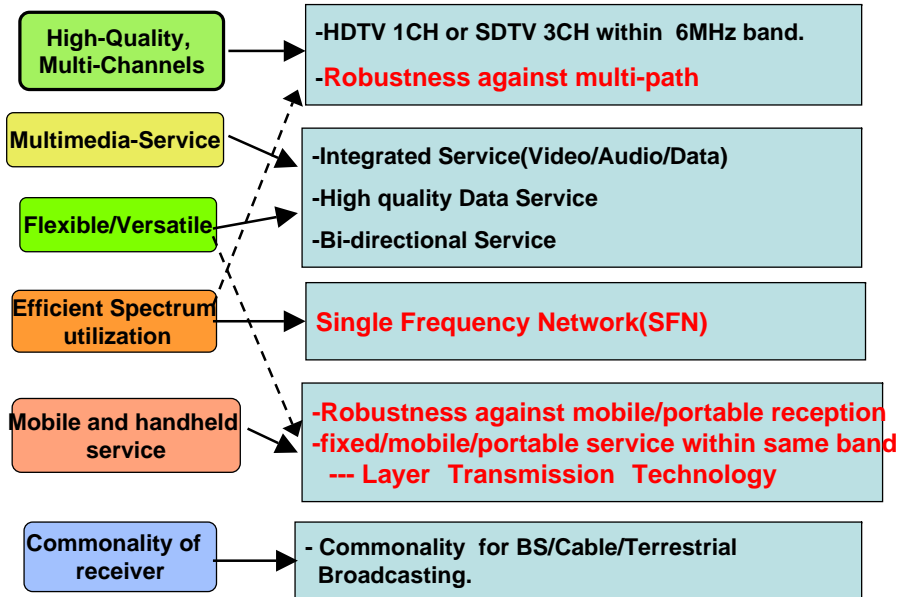 High-Quality,
Multi-Channels
-HDTV 1CH or SDTV 3CH within 6MHz band.
-Robustness against multi-path
Multimedia-Service
-Integrated Service(Video/Audio/Data)
-High quality Data Service
-Bi-directional Service
Flexible/Versatile
Efficient Spectrum
utilization
Single Frequency Network(SFN)
Mobile and handheld
service
-Robustness against mobile/portable reception
-fixed/mobile/portable service within same band
--- Layer Transmission Technology
Commonality of
receiver
- Commonality for BS/Cable/Terrestrial
Broadcasting.